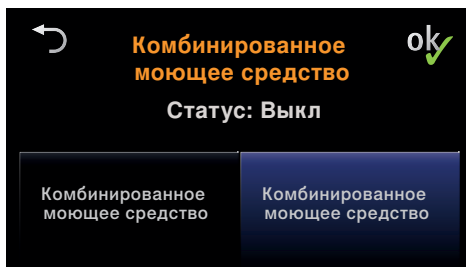 Комбинированное
моющее средство
ok
Статус: Выкл
Комбинированное
моющее средство
Комбинированное
моющее средство